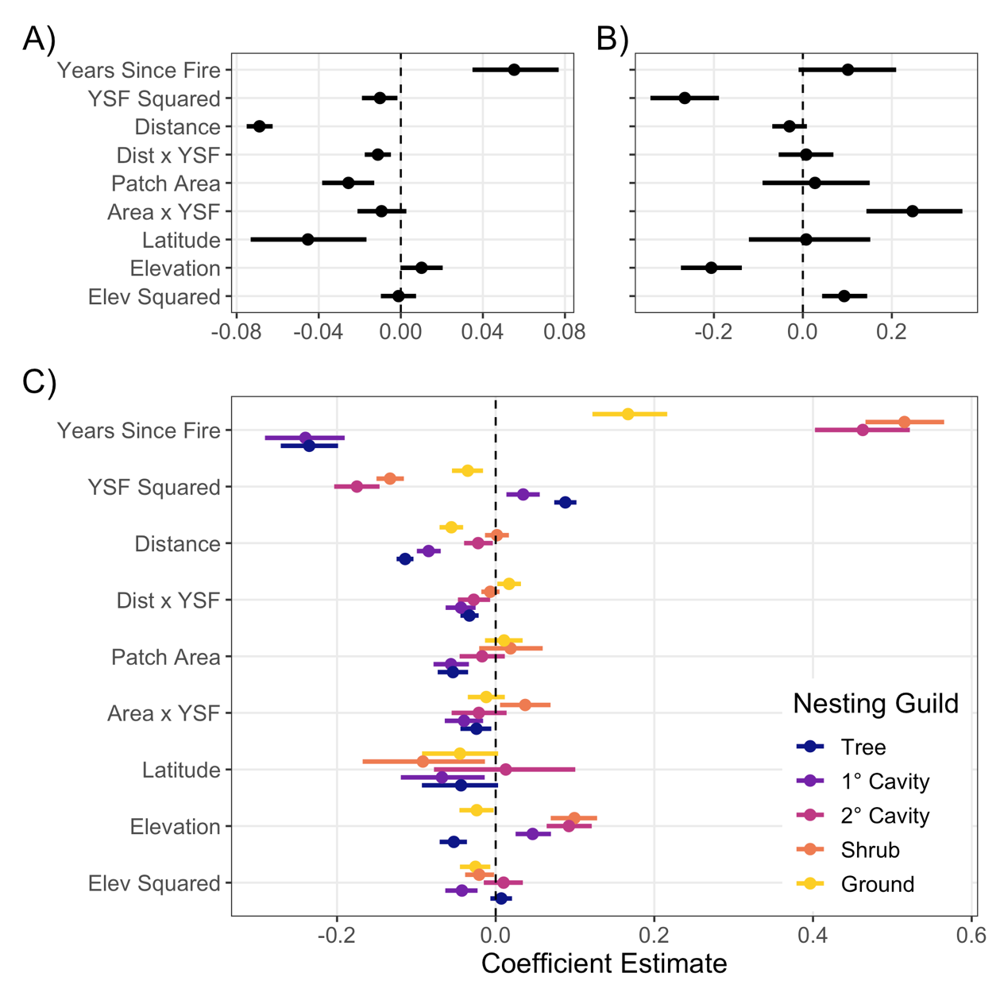 A)
B)
Years Since Fire
YSF Squared
Distance
Dist x YSF
Patch Area
Area x YSF
Latitude
Elevation
Elev Squared
-0.08 -0.04 0.00 0.04 0.08
-0.2 0.0 0.2
C)
Years Since Fire
YSF Squared
Distance
Dist x YSF
Patch Area
Area x YSF
Latitude
Elevation
Elev Squared
Nesting Guild
Tree
1° Cavity
2° Cavity
Shrub
Ground
-0.2 0.0 0.2 0.4 0.6
Coefficient Estimate